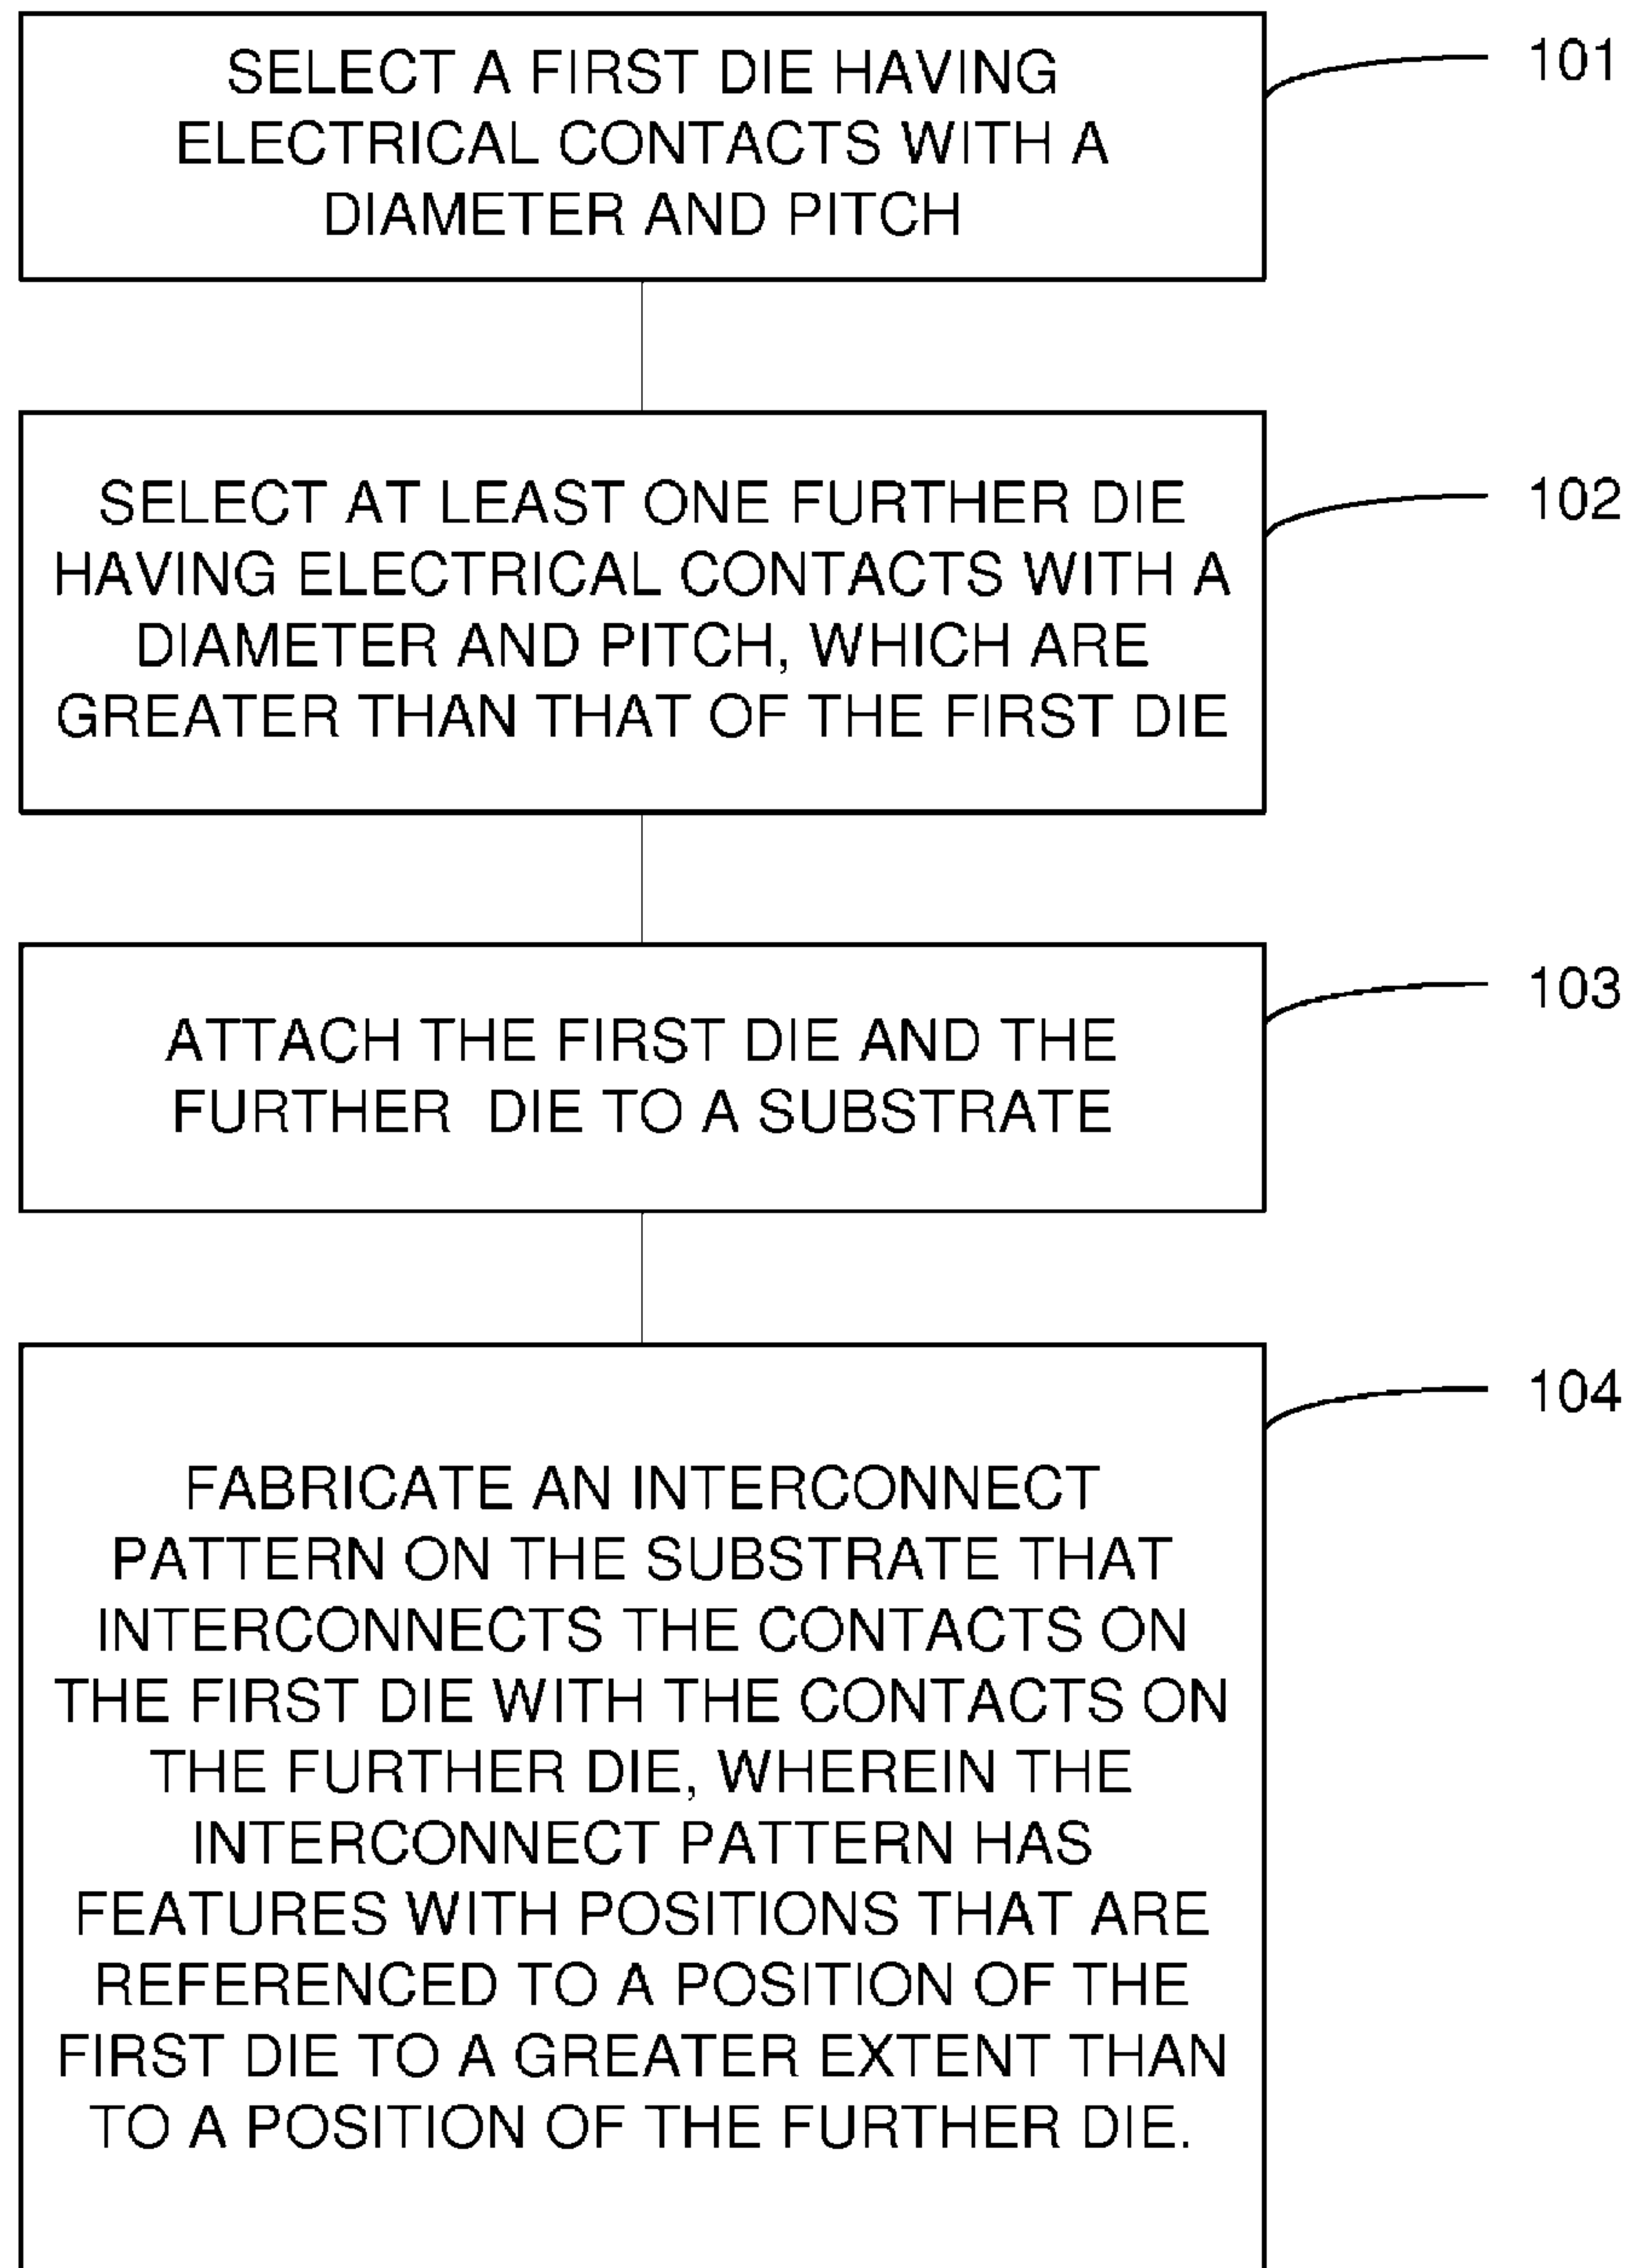 SELECT A FIRST DIE HAVING
ELECTRICAL CONTACTS WITH A
DIAMETER AND PITCH
101
SELECT AT LEAST ONE FURTHER DIE
HAVING ELECTRICAL CONTACTS WITH A
DIAMETER AND PITCH, WHICH ARE
GREATER THAN THAT OF THE FIRST DIE
102
ATTACH THE FIRST DIE AND THE
FURTHER DIE TO A SUBSTRATE
103
FABRICATE AN INTERCONNECT
PATTERN ON THE SUBSTRATE THAT
INTERCONNECTS THE CONTACTS ON
THE FIRST DIE WITH THE CONTACTS ON
THE FURTHER DIE, WHEREIN THE
INTERCONNECT PATTERN HAS
FEATURES WITH POSITIONS THAT ARE
REFERENCED TO A POSITION OF THE
FIRST DIE TO A GREATER EXTENT THAN
TO A POSITION OF THE FURTHER DIE.
104